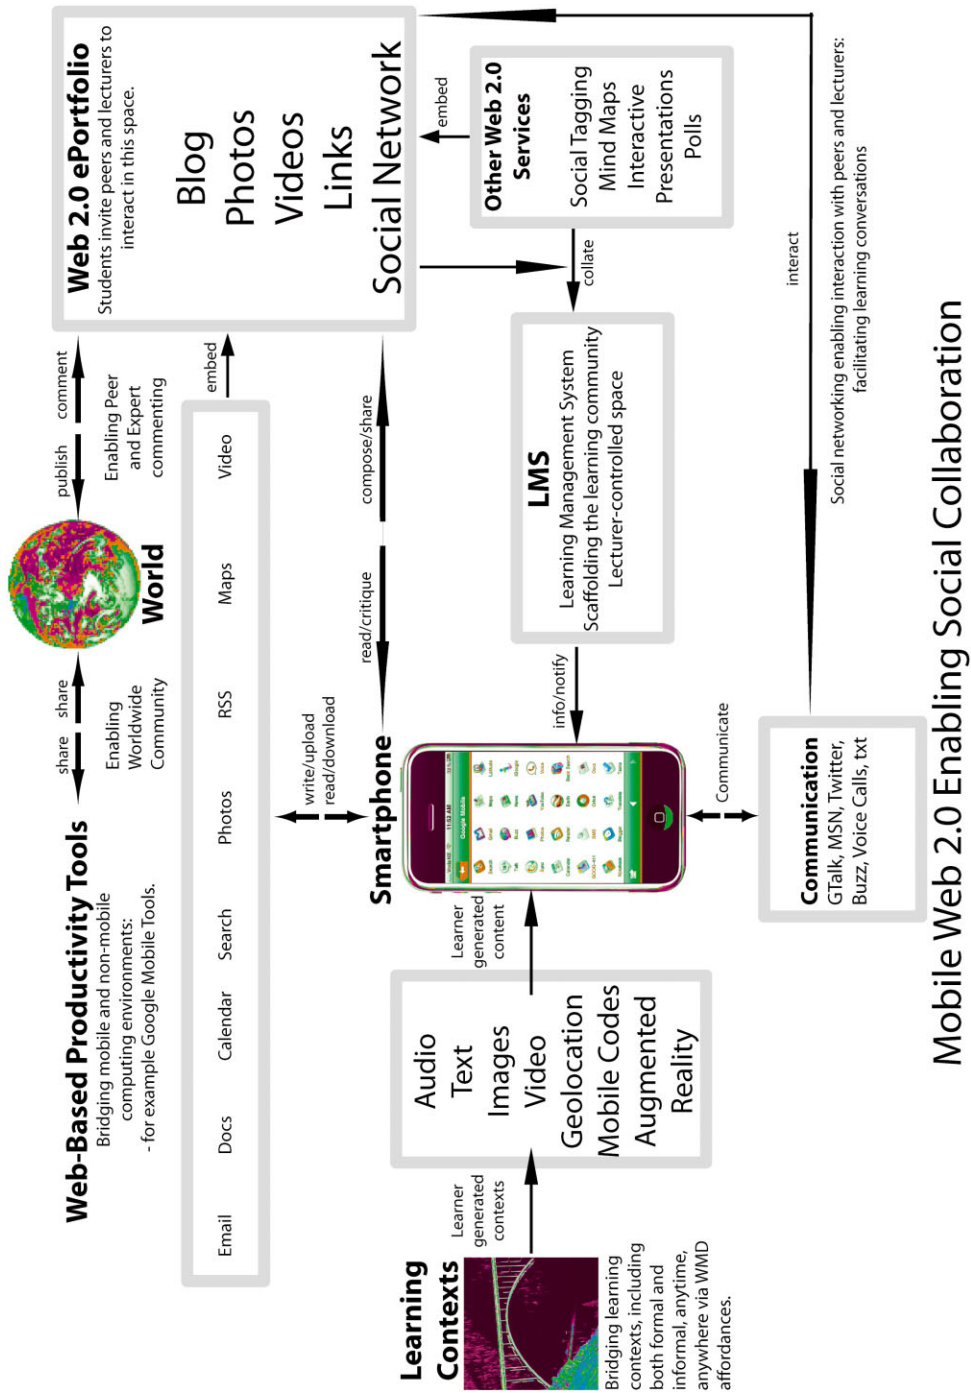 Web-Based Productivity Tools
Bridging mobile and non-mobile
computing environments:
- for example Google Mobile Tools.
share
share
Enabling
Worldwide
Community
World
publish
comment
Enabling Peer
and Expert
commenting
Web 2.0 ePortfolio
Students invite peers and lecturers to
interact in this space.
Blog
Photos
Videos
Links
Social Network
Email
Docs
Calendar
Search
Photos
RSS
Maps
Video
embed
write/upload
read/download
Smartphone
read/critique
compose/share
embed
Other Web 2.0
Services
Social Tagging
Mind Maps
Interactive
Presentations
Polls
collate
Learning
Contexts
Bridging learning
contexts, including
both formal and
informal, anytime,
anywhere via WMD
affordances.
Learner
generated
contexts
Audio
Text
Images
Video
Geolocation
Mobile Codes
Augmented
Reality
Learner
generated
content
11:52 AM
Google Mobile
info/notify
LMS
Learning Management System
Scaffolding the learning community
Lecturer-controlled space
Communicate
Communication
GTalk, MSN, Twitter,
Buzz, Voice Calls, txt
interact
Social networking enabling interaction with peers and lecturers:
facilitating learning conversations
Mobile Web 2.0 Enabling Social Collaboration